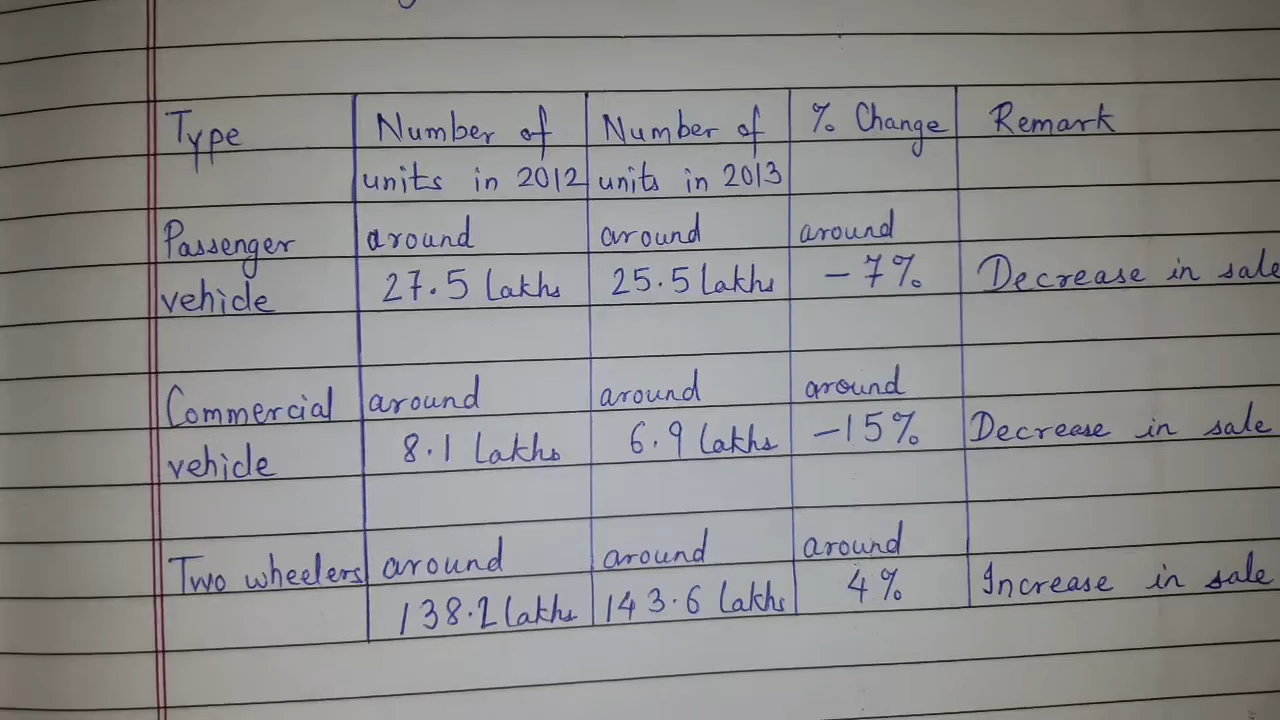 Type Number of Number of % Change Remark
units in 2012 units in 2013
Passenger around around around
vehicle 27.5 lakhs 25.5 lakhs -7% Decrease in sale
Commercial around around around
vehicle 8.1 lakhs 6.9 lakhs -15% Decrease in sale
Two wheelers around around around
138.2 lakhs 143.6 lakhs 4% Increase in sale